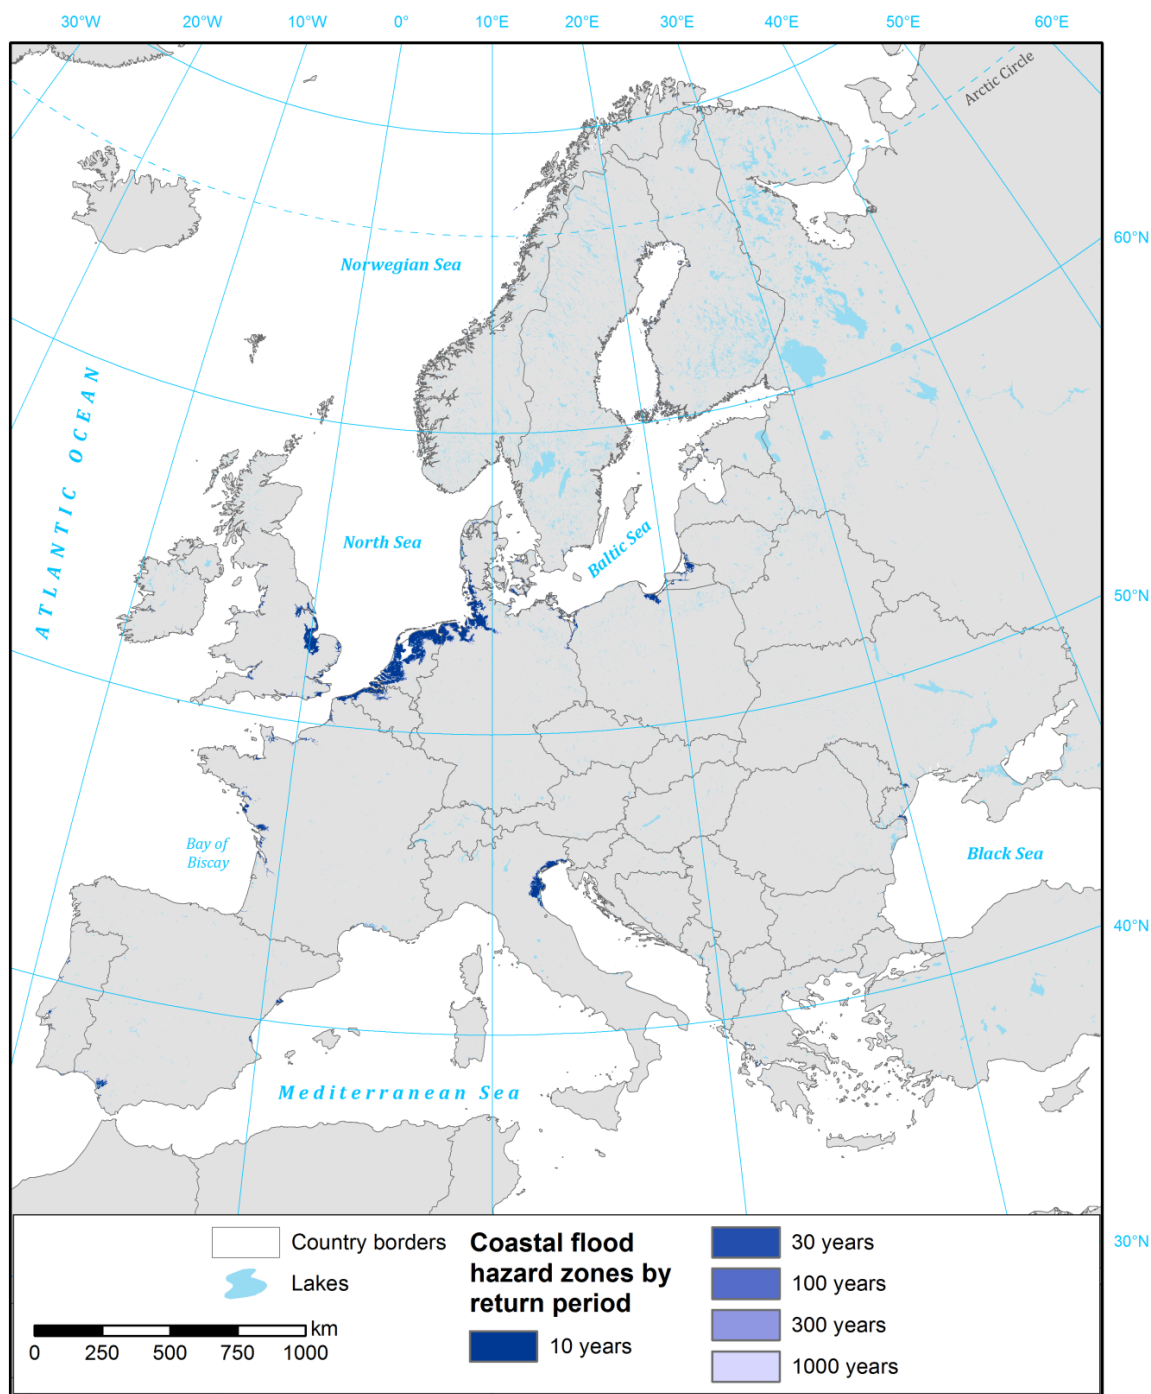 30°W
20°W
10°W
0°
10°E
20°E
30°E
40°E
50°E
60°E
Arctic Circle
60°N
Norwegian Sea
ATLANTIC OCEAN
North Sea
Baltic Sea
50°N
Bay of
Biscay
Black Sea
40°N
Mediterranean Sea
30°N
Country borders
Lakes
km
0 250 500 750 1000
Coastal flood
hazard zones by
return period
10 years
30 years
100 years
300 years
1000 years